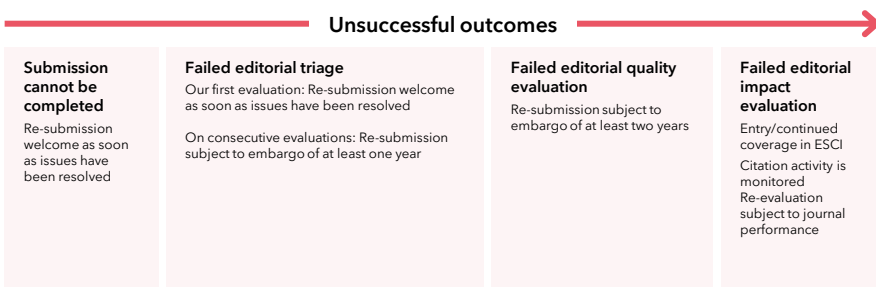 Unsuccessful outcomes
Submission
cannot be
completed
Re-submission
welcome as soon
as issues have
been resolved
Failed editorial triage
Our first evaluation: Re-submission welcome
as soon as issues have been resolved
On consecutive evaluations: Re-submission
subject to embargo of at least one year
Failed editorial quality
evaluation
Re-submission subject to
embargo of at least two years
Failed editorial
impact
evaluation
Entry/continued
coverage in ESCI
Citation activity is
monitored
Re-evaluation
subject to journal
performance